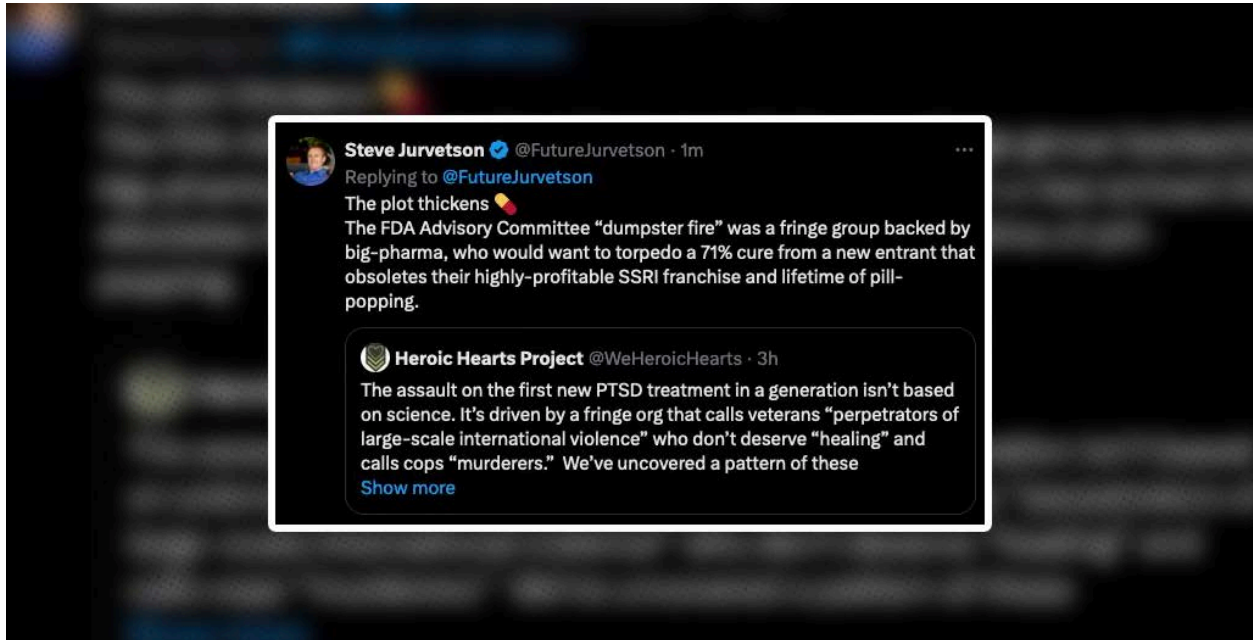 Steve Jurvetson @FutureJurvetson · 1m
Replying to @FutureJurvetson
The plot thickens 💊
The FDA Advisory Committee “dumpster fire” was a fringe group backed by
big-pharma, who would want to torpedo a 71% cure from a new entrant that
obsoletes their highly-profitable SSRI franchise and lifetime of pill-
popping.
Heroic Hearts Project @WeHeroicHearts · 3h
The assault on the first new PTSD treatment in a generation isn’t based
on science. It’s driven by a fringe org that calls veterans “perpetrators of
large-scale international violence” who don’t deserve “healing” and
calls cops “murderers.”  We’ve uncovered a pattern of these
Show more